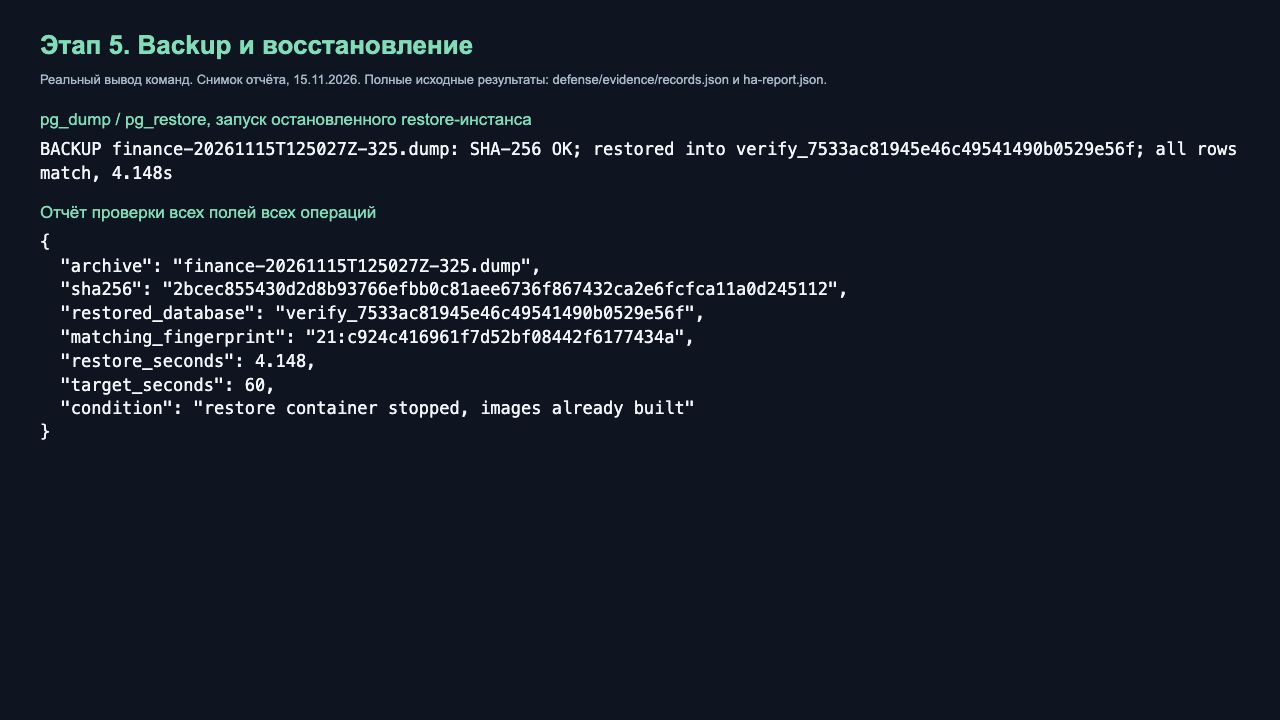 Этап 5. Backup и восстановление
Реальный вывод команд. Снимок отчёта, 15.11.2026. Полные исходные результаты: defense/evidence/records.json и ha-report.json.
pg_dump / pg_restore, запуск остановленного restore-инстанса
BACKUP finance-20261115T125027Z-325.dump: SHA-256 OK; restored into verify_7533ac81945e46c49541490b0529e56f; all rows
match, 4.148s
Отчёт проверки всех полей всех операций
{
  "archive": "finance-20261115T125027Z-325.dump",
  "sha256": "2bcec855430d2d8b93766efbb0c81aee6736f867432ca2e6fcfca11a0d245112",
  "restored_database": "verify_7533ac81945e46c49541490b0529e56f",
  "matching_fingerprint": "21:c924c416961f7d52bf08442f6177434a",
  "restore_seconds": 4.148,
  "target_seconds": 60,
  "condition": "restore container stopped, images already built"
}